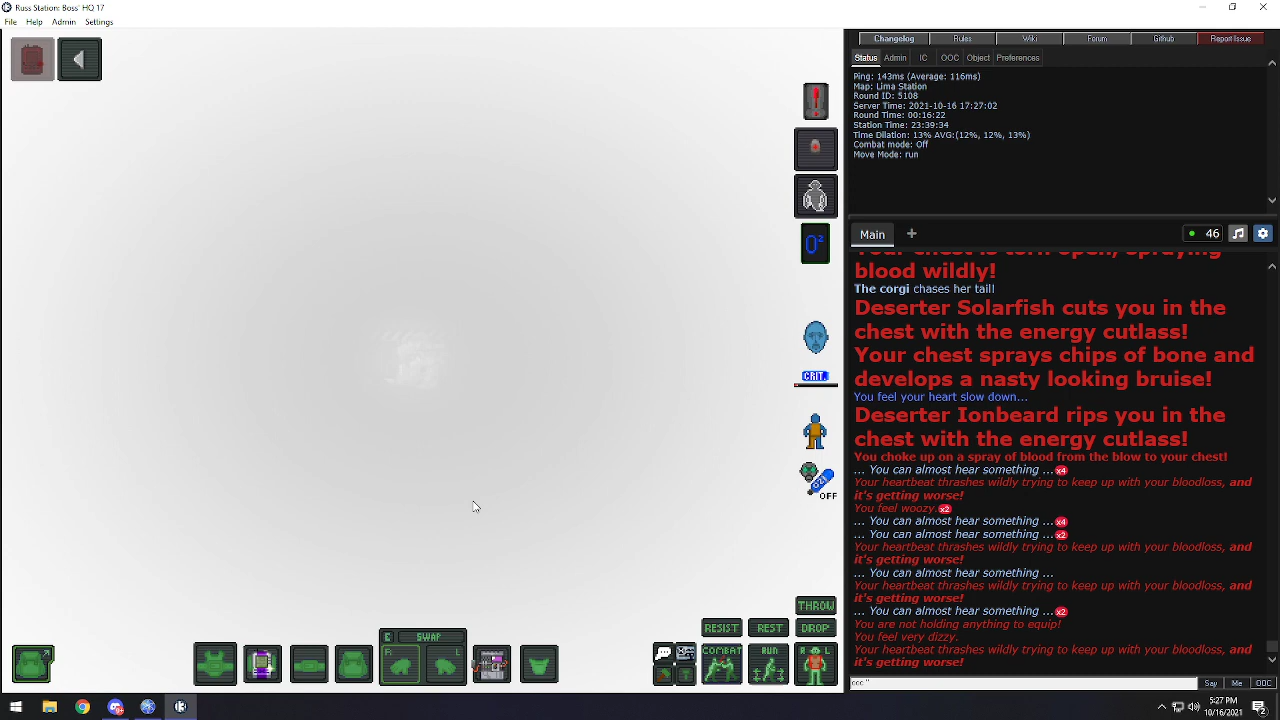 Russ Station: Boss' HQ 17
File Help Admin Settings
Changelog Rules Wiki Forum Github Report Issue
Status Admin IC OOC Object Preferences
Ping: 143ms (Average: 116ms)
Map: Lima Station
Round ID: 5108
Server Time: 2021-10-16 17:27:02
Round Time: 00:16:22
Station Time: 23:39:34
Time Dilation: 13% AVG:(12%, 12%, 13%)
Combat mode: Off
Move Mode: run
Main + 46
Your chest is torn open, spraying
blood wildly!
The corgi chases her tail!
Deserter Solarfish cuts you in the
chest with the energy cutlass!
Your chest sprays chips of bone and
develops a nasty looking bruise!
You feel your heart slow down...
Deserter Ionbeard rips you in the
chest with the energy cutlass!
You choke up on a spray of blood from the blow to your chest!
... You can almost hear something ... x4
Your heartbeat thrashes wildly trying to keep up with your bloodloss, and
it's getting worse!
You feel woozy. x2
... You can almost hear something ... x4
... You can almost hear something ... x2
Your heartbeat thrashes wildly trying to keep up with your bloodloss, and
it's getting worse!
... You can almost hear something ...
Your heartbeat thrashes wildly trying to keep up with your bloodloss, and
it's getting worse!
... You can almost hear something ... x2
You are not holding anything to equip!
You feel very dizzy.
Your heartbeat thrashes wildly trying to keep up with your bloodloss, and
it's getting worse!
ooc "
Say Me OOC
O²
CRIT.
OFF
THROW
RESIST REST DROP
E SWAP
R L
COMBAT RUN R L
5:27 PM
10/16/2021